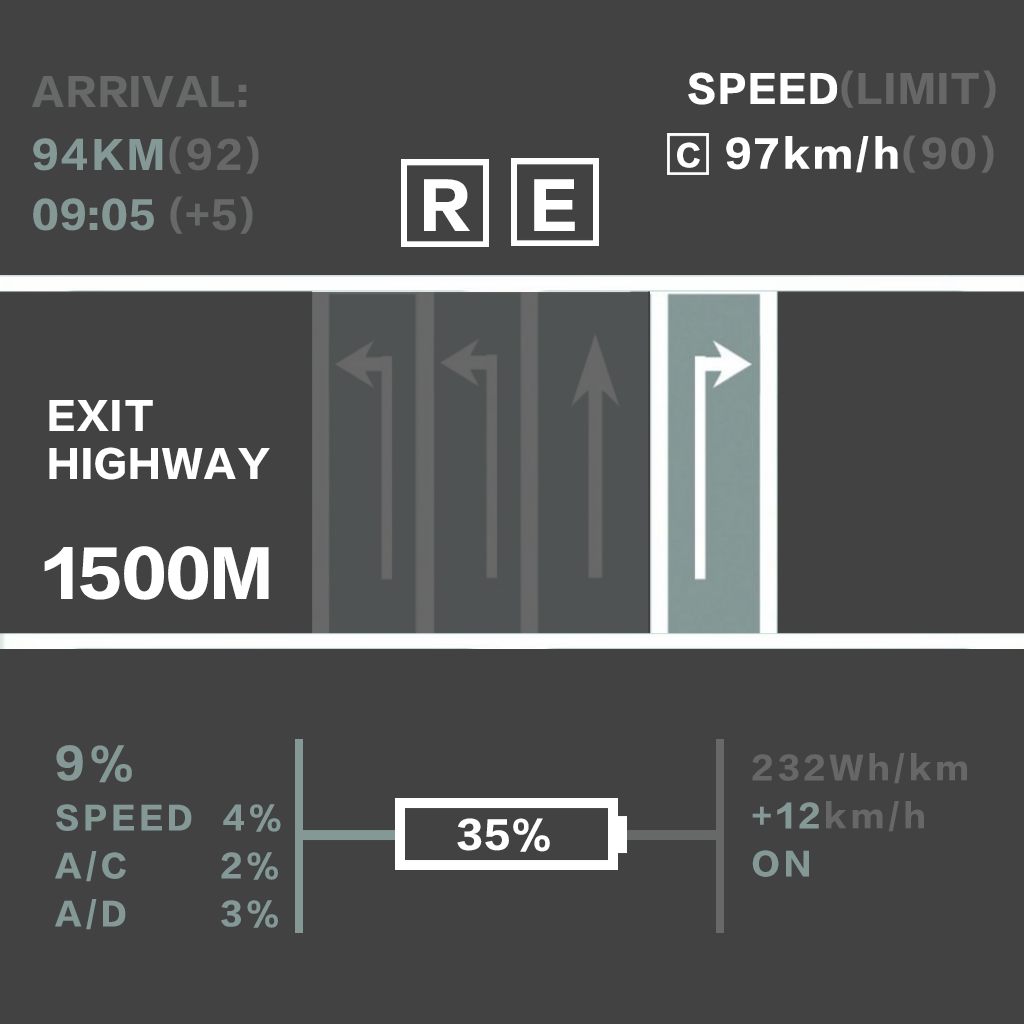 ARRIVAL:
94KM(92)
09:05 (+5)
R E
SPEED(LIMIT)
C 97km/h(90)
EXIT
HIGHWAY
1500M
9%
SPEED 4%
A/C 2%
A/D 3%
35%
232Wh/km
+12km/h
ON